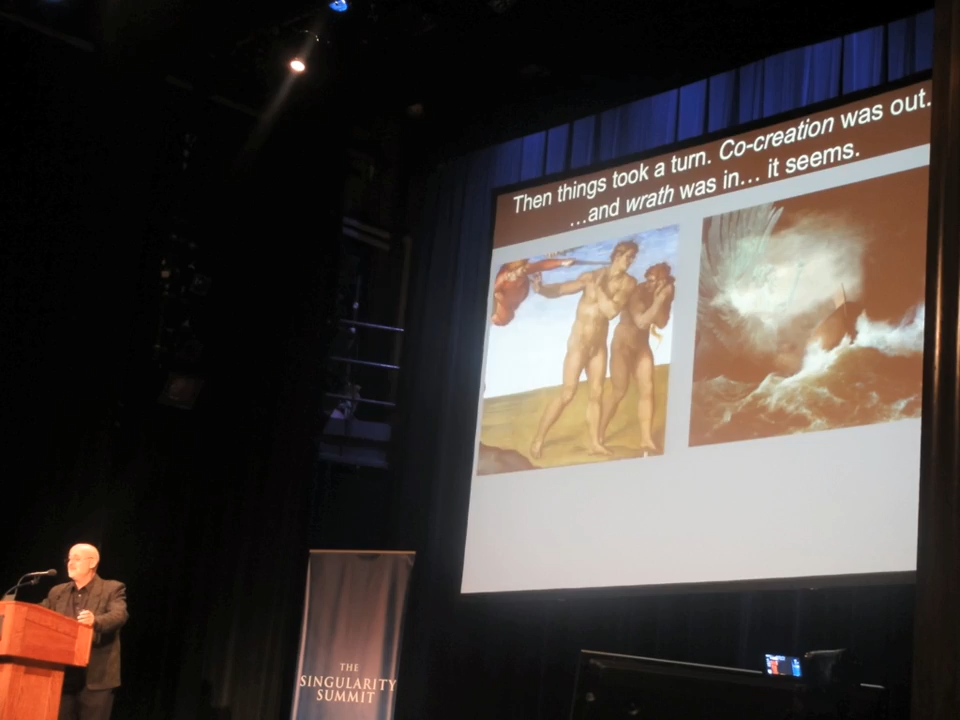 Then things took a turn. Co-creation was out.
...and wrath was in... it seems.
THE
SINGULARITY
SUMMIT